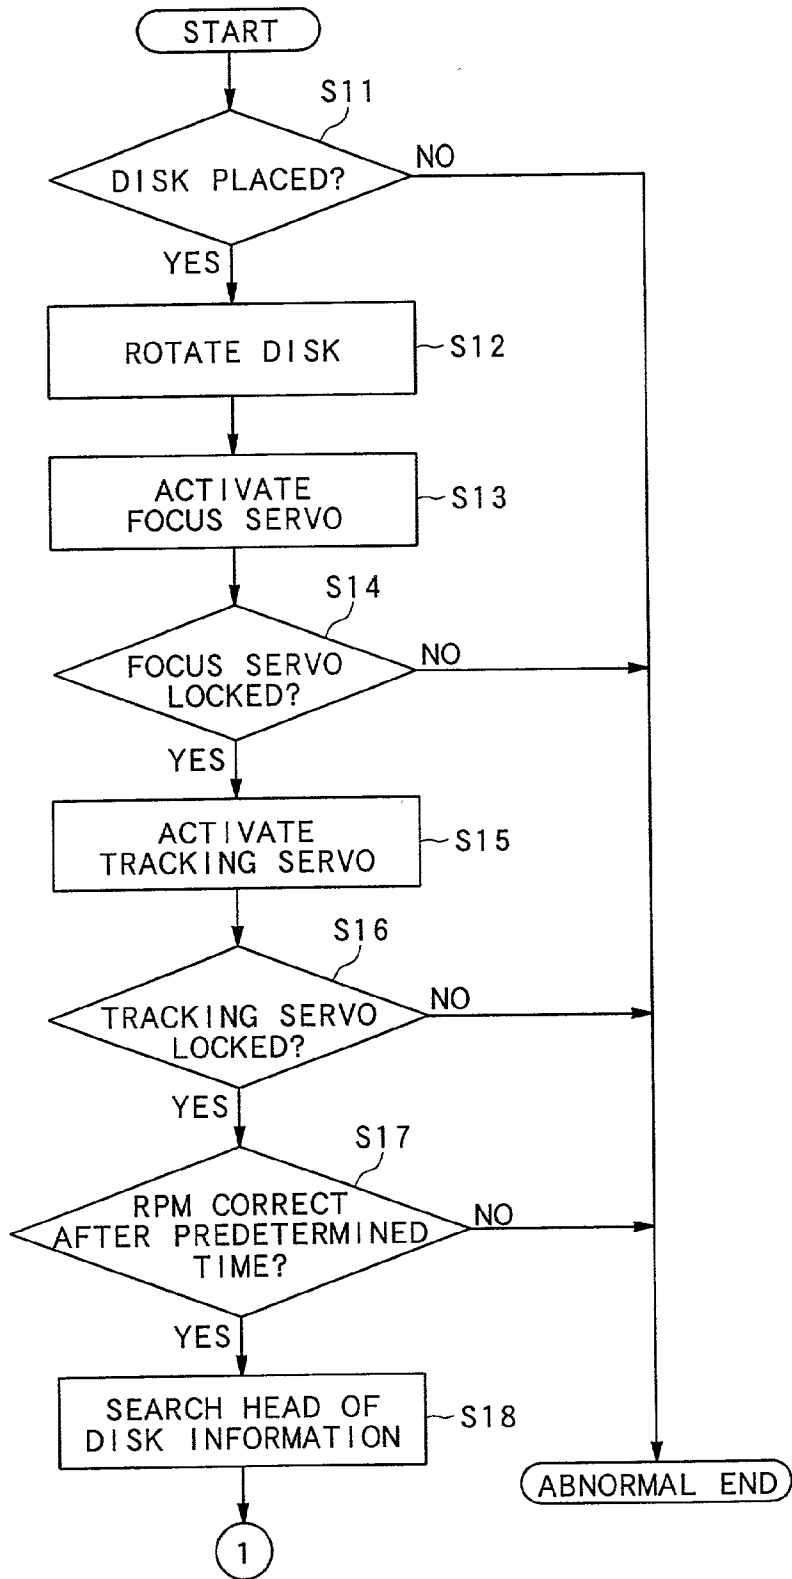 START
S11
DISK PLACED?
NO
YES
ROTATE DISK
S12
ACTIVATE
FOCUS SERVO
S13
S14
FOCUS SERVO
LOCKED?
NO
YES
ACTIVATE
TRACKING SERVO
S15
S16
TRACKING SERVO
LOCKED?
NO
YES
S17
RPM CORRECT
AFTER PREDETERMINED
TIME?
NO
YES
SEARCH HEAD OF
DISK INFORMATION
S18
ABNORMAL END
1